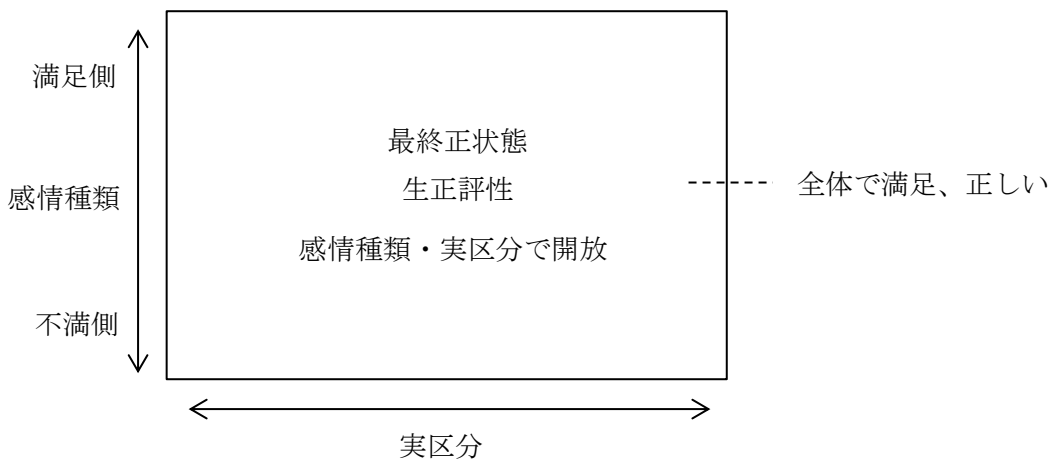 満足側
最終正状態
生正評性
全体で満足、正しい
感情種類
感情種類・実区分で開放
不満側
実区分